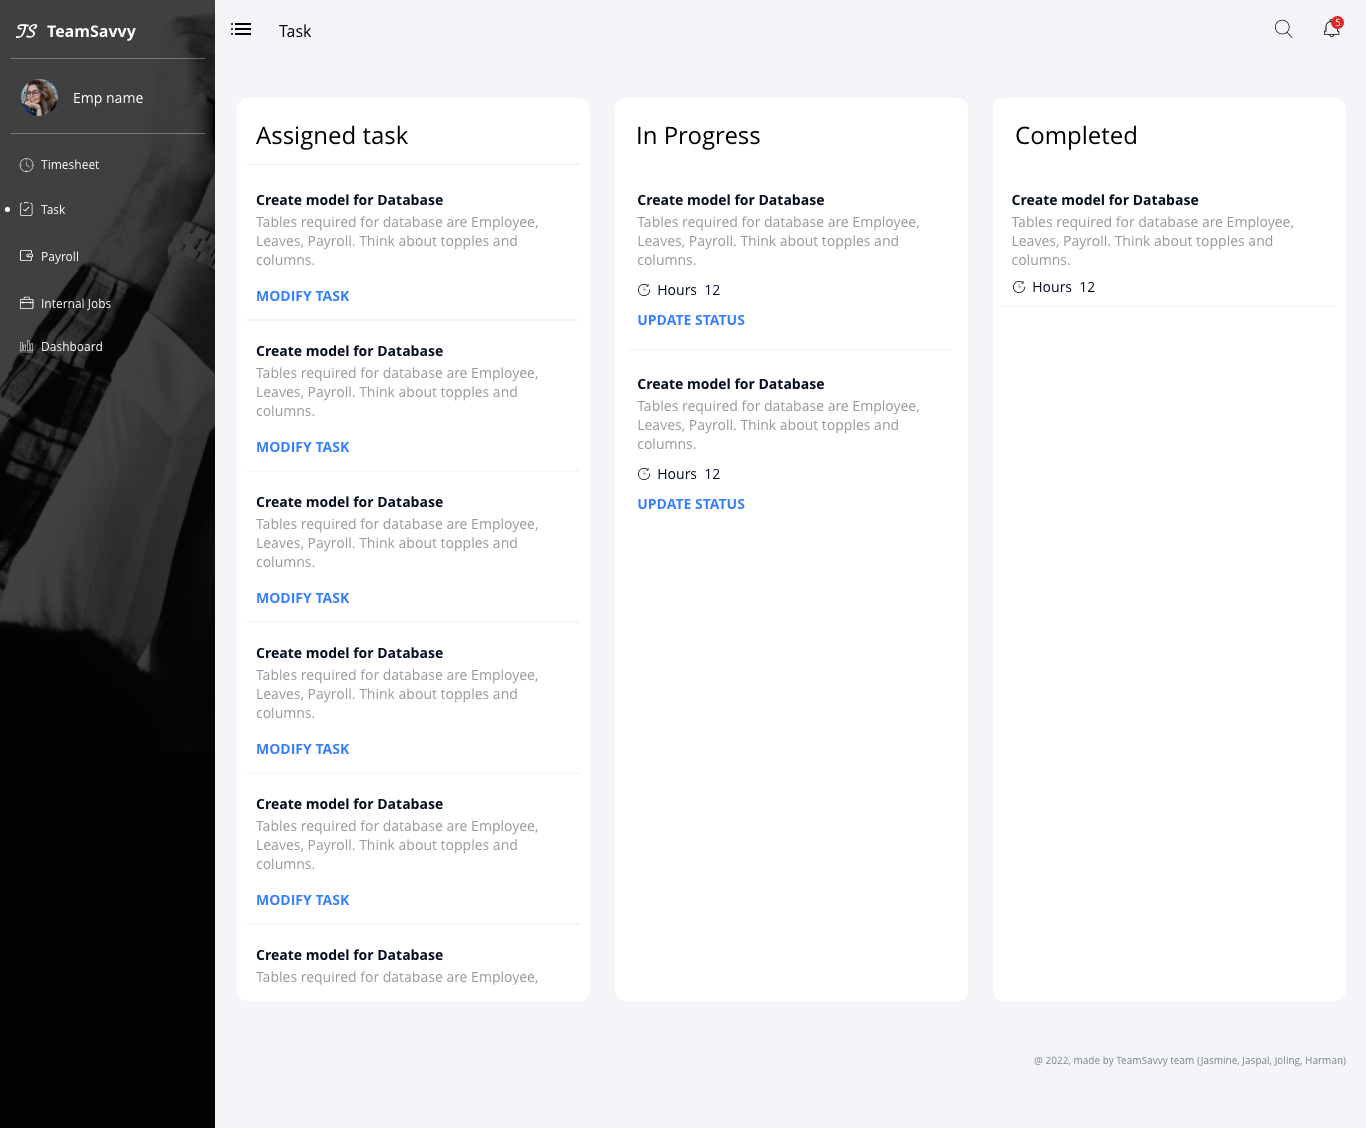 TS TeamSavvy
Emp name
Timesheet
Task
Payroll
Internal Jobs
Dashboard
Task
5
Assigned task
Create model for Database
Tables required for database are Employee,
Leaves, Payroll. Think about topples and
columns.
MODIFY TASK
Create model for Database
Tables required for database are Employee,
Leaves, Payroll. Think about topples and
columns.
MODIFY TASK
Create model for Database
Tables required for database are Employee,
Leaves, Payroll. Think about topples and
columns.
MODIFY TASK
Create model for Database
Tables required for database are Employee,
Leaves, Payroll. Think about topples and
columns.
MODIFY TASK
Create model for Database
Tables required for database are Employee,
Leaves, Payroll. Think about topples and
columns.
MODIFY TASK
Create model for Database
Tables required for database are Employee,
In Progress
Create model for Database
Tables required for database are Employee,
Leaves, Payroll. Think about topples and
columns.
Hours 12
UPDATE STATUS
Create model for Database
Tables required for database are Employee,
Leaves, Payroll. Think about topples and
columns.
Hours 12
UPDATE STATUS
Completed
Create model for Database
Tables required for database are Employee,
Leaves, Payroll. Think about topples and
columns.
Hours 12
@ 2022, made by TeamSavvy team (Jasmine, Jaspal, Joling, Harman)